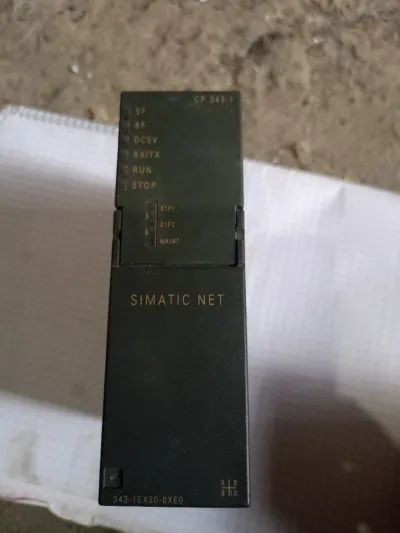 CP 343-1
SF
BF
DC5V
RX/TX
RUN
STOP
X1P1
X1P2
MAINT
SIMATIC NET
343-1EX30-0XE0